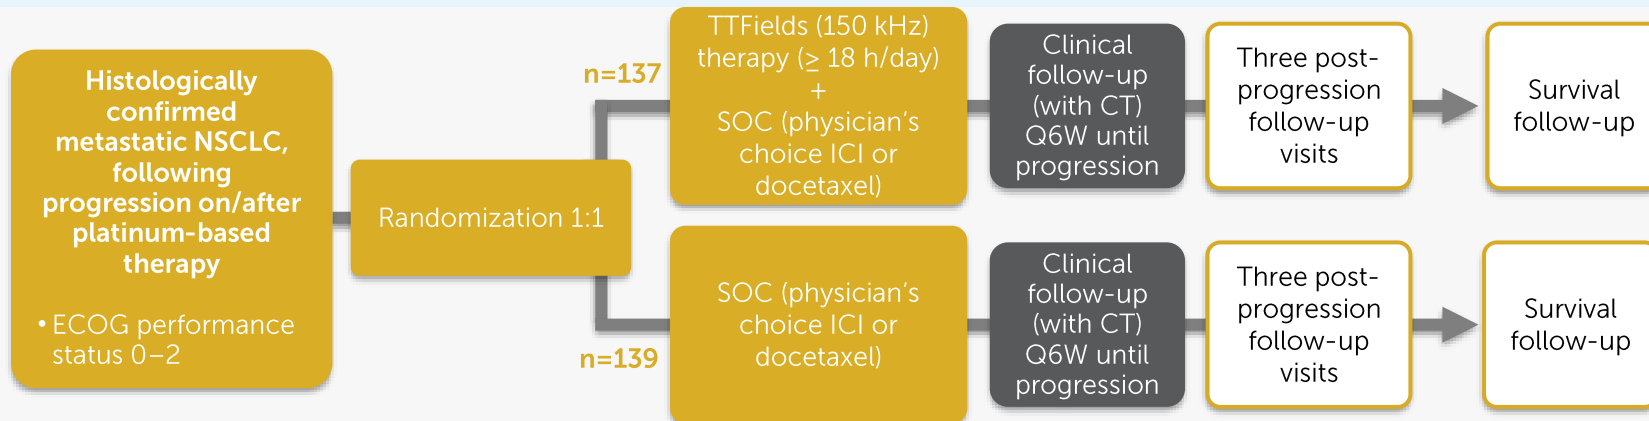 Histologically
confirmed
metastatic NSCLC,
following
progression on/after
platinum-based
therapy
• ECOG performance
status 0–2
Randomization 1:1
n=137
TTFields (150 kHz)
therapy (≥ 18 h/day)
+
SOC (physician’s
choice ICI or
docetaxel)
Clinical
follow-up
(with CT)
Q6W until
progression
Three post-
progression
follow-up
visits
Survival
follow-up
n=139
SOC (physician’s
choice ICI or
docetaxel)
Clinical
follow-up
(with CT)
Q6W until
progression
Three post-
progression
follow-up
visits
Survival
follow-up